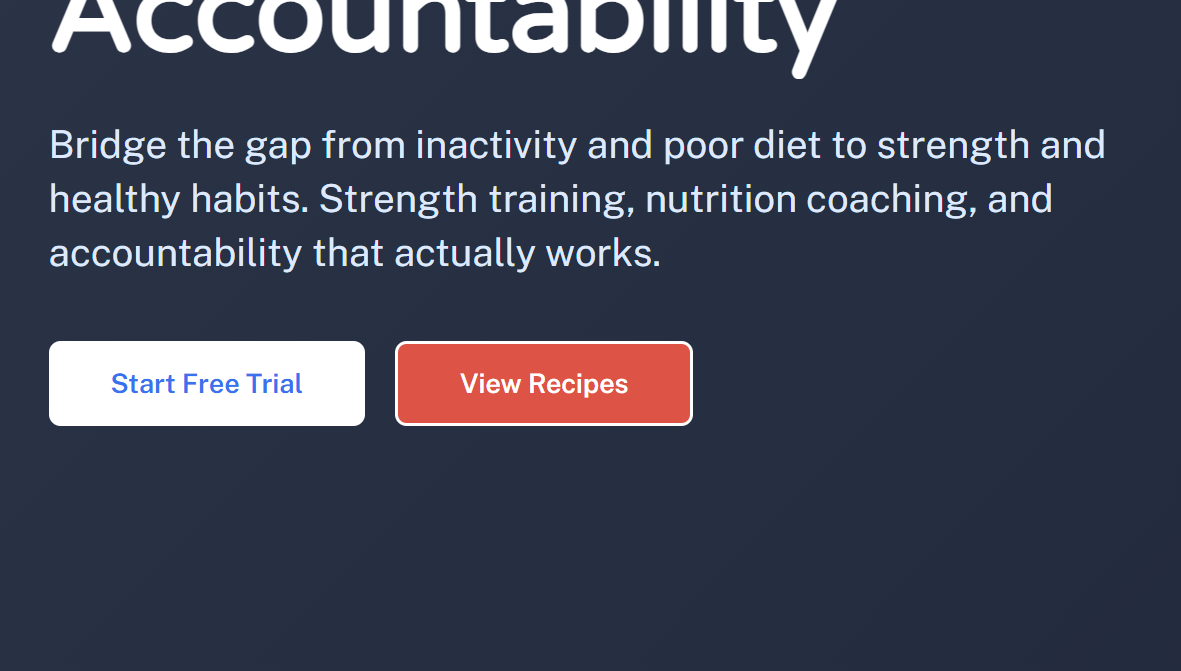 Accountability
Bridge the gap from inactivity and poor diet to strength and
healthy habits. Strength training, nutrition coaching, and
accountability that actually works.
Start Free Trial
View Recipes